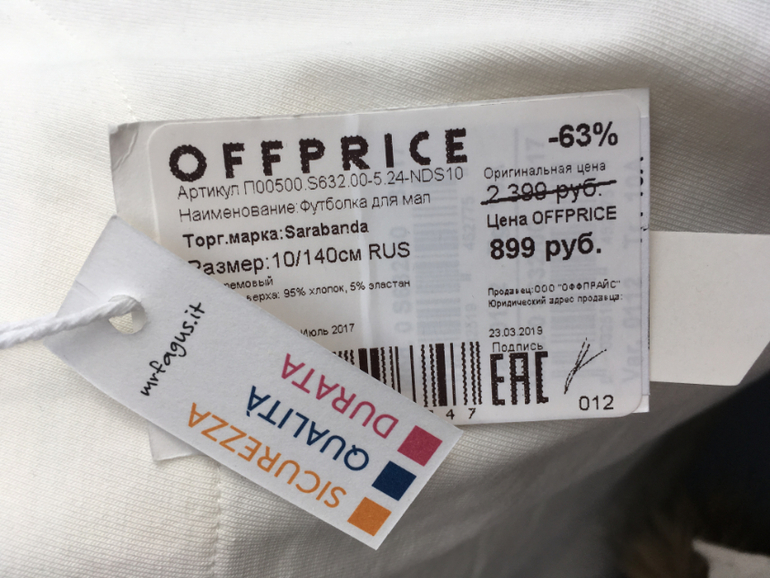 OFFPRICE
-63%
Артикул П00500.S632.00-5.24-NDS10
Наименование:Футболка для мал
Торг.марка:Sarabanda
Размер:10/140см RUS
95% хлопок, 5% эластан
Июль 2017
Оригинальная цена
2 399 руб.
Цена OFFPRICE
899 руб.
Продавец:ООО "ОФФПРАЙС"
Юридический адрес продавца:
23.03.2019
Подпись
EAC
012
4 7
mrfagus.it
SICUREZZA
QUALITÀ
DURATA